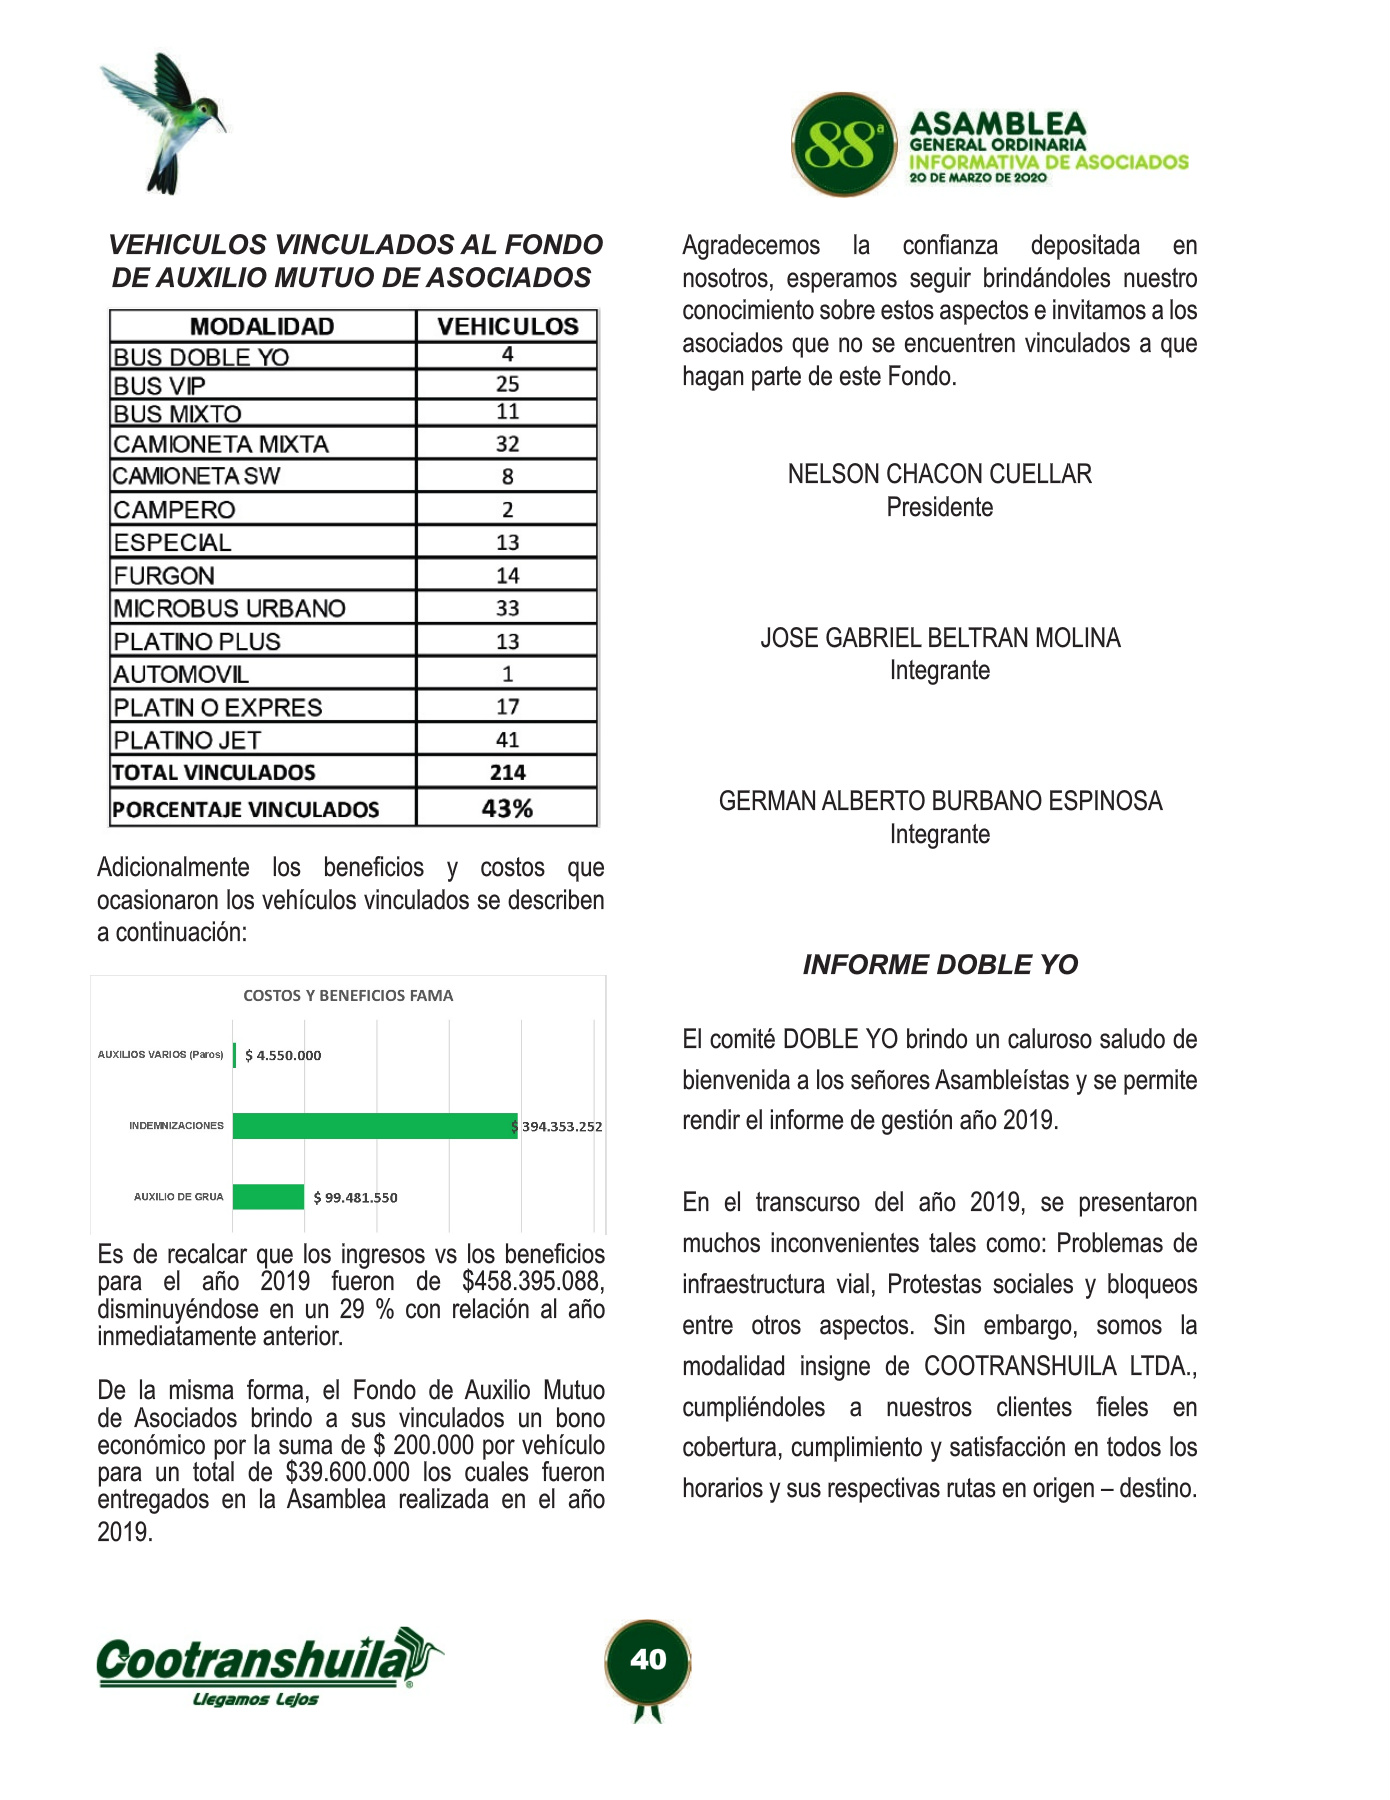 88ª
ASAMBLEA
GENERAL ORDINARIA
INFORMATIVA DE ASOCIADOS
20 DE MARZO DE 2020
VEHICULOS VINCULADOS AL FONDO
DE AUXILIO MUTUO DE ASOCIADOS
MODALIDAD VEHICULOS
BUS DOBLE YO 4
BUS VIP 25
BUS MIXTO 11
CAMIONETA MIXTA 32
CAMIONETA SW 8
CAMPERO 2
ESPECIAL 13
FURGON 14
MICROBUS URBANO 33
PLATINO PLUS 13
AUTOMOVIL 1
PLATIN O EXPRES 17
PLATINO JET 41
TOTAL VINCULADOS 214
PORCENTAJE VINCULADOS 43%
Adicionalmente los beneficios y costos que
ocasionaron los vehículos vinculados se describen
a continuación:
COSTOS Y BENEFICIOS FAMA
AUXILIOS VARIOS (Paros) $ 4.550.000
INDEMNIZACIONES $ 394.353.252
AUXILIO DE GRUA $ 99.481.550
Es de recalcar que los ingresos vs los beneficios
para el año 2019 fueron de $458.395.088,
disminuyéndose en un 29 % con relación al año
inmediatamente anterior.
De la misma forma, el Fondo de Auxilio Mutuo
de Asociados brindo a sus vinculados un bono
económico por la suma de $ 200.000 por vehículo
para un total de $39.600.000 los cuales fueron
entregados en la Asamblea realizada en el año
2019.
Agradecemos la confianza depositada en
nosotros, esperamos seguir brindándoles nuestro
conocimiento sobre estos aspectos e invitamos a los
asociados que no se encuentren vinculados a que
hagan parte de este Fondo.
NELSON CHACON CUELLAR
Presidente
JOSE GABRIEL BELTRAN MOLINA
Integrante
GERMAN ALBERTO BURBANO ESPINOSA
Integrante
INFORME DOBLE YO
El comité DOBLE YO brindo un caluroso saludo de
bienvenida a los señores Asambleístas y se permite
rendir el informe de gestión año 2019.
En el transcurso del año 2019, se presentaron
muchos inconvenientes tales como: Problemas de
infraestructura vial, Protestas sociales y bloqueos
entre otros aspectos. Sin embargo, somos la
modalidad insigne de COOTRANSHUILA LTDA.,
cumpliéndoles a nuestros clientes fieles en
cobertura, cumplimiento y satisfacción en todos los
horarios y sus respectivas rutas en origen – destino.
Cootranshuila ®
Llegamos Lejos
40